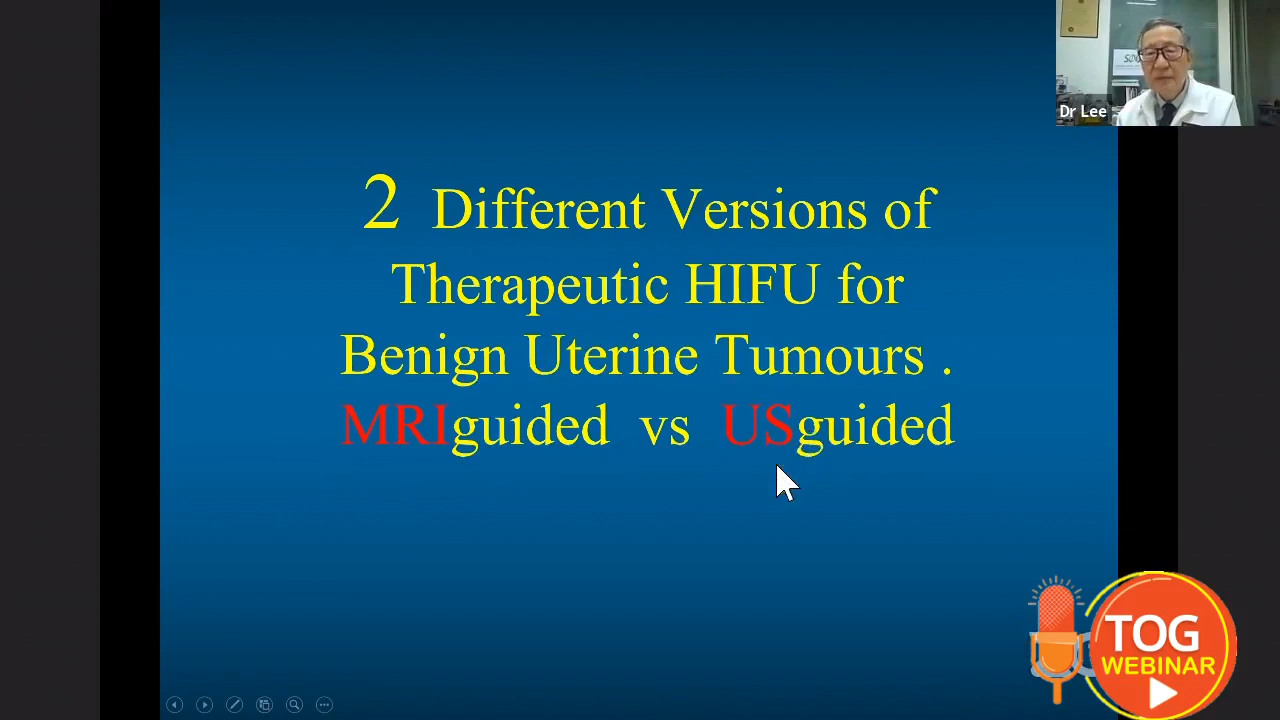 2 Different Versions of
Therapeutic HIFU for
Benign Uterine Tumours .
MRIguided vs USguided
Dr Lee
TOG
WEBINAR